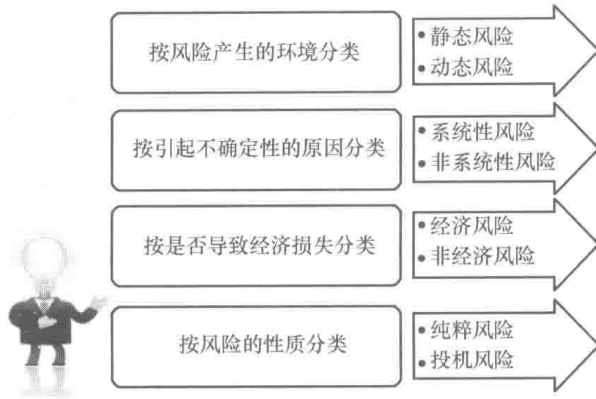 按风险产生的环境分类
• 静态风险
• 动态风险
按引起不确定性的原因分类
• 系统性风险
• 非系统性风险
按是否导致经济损失分类
• 经济风险
• 非经济风险
按风险的性质分类
• 纯粹风险
• 投机风险